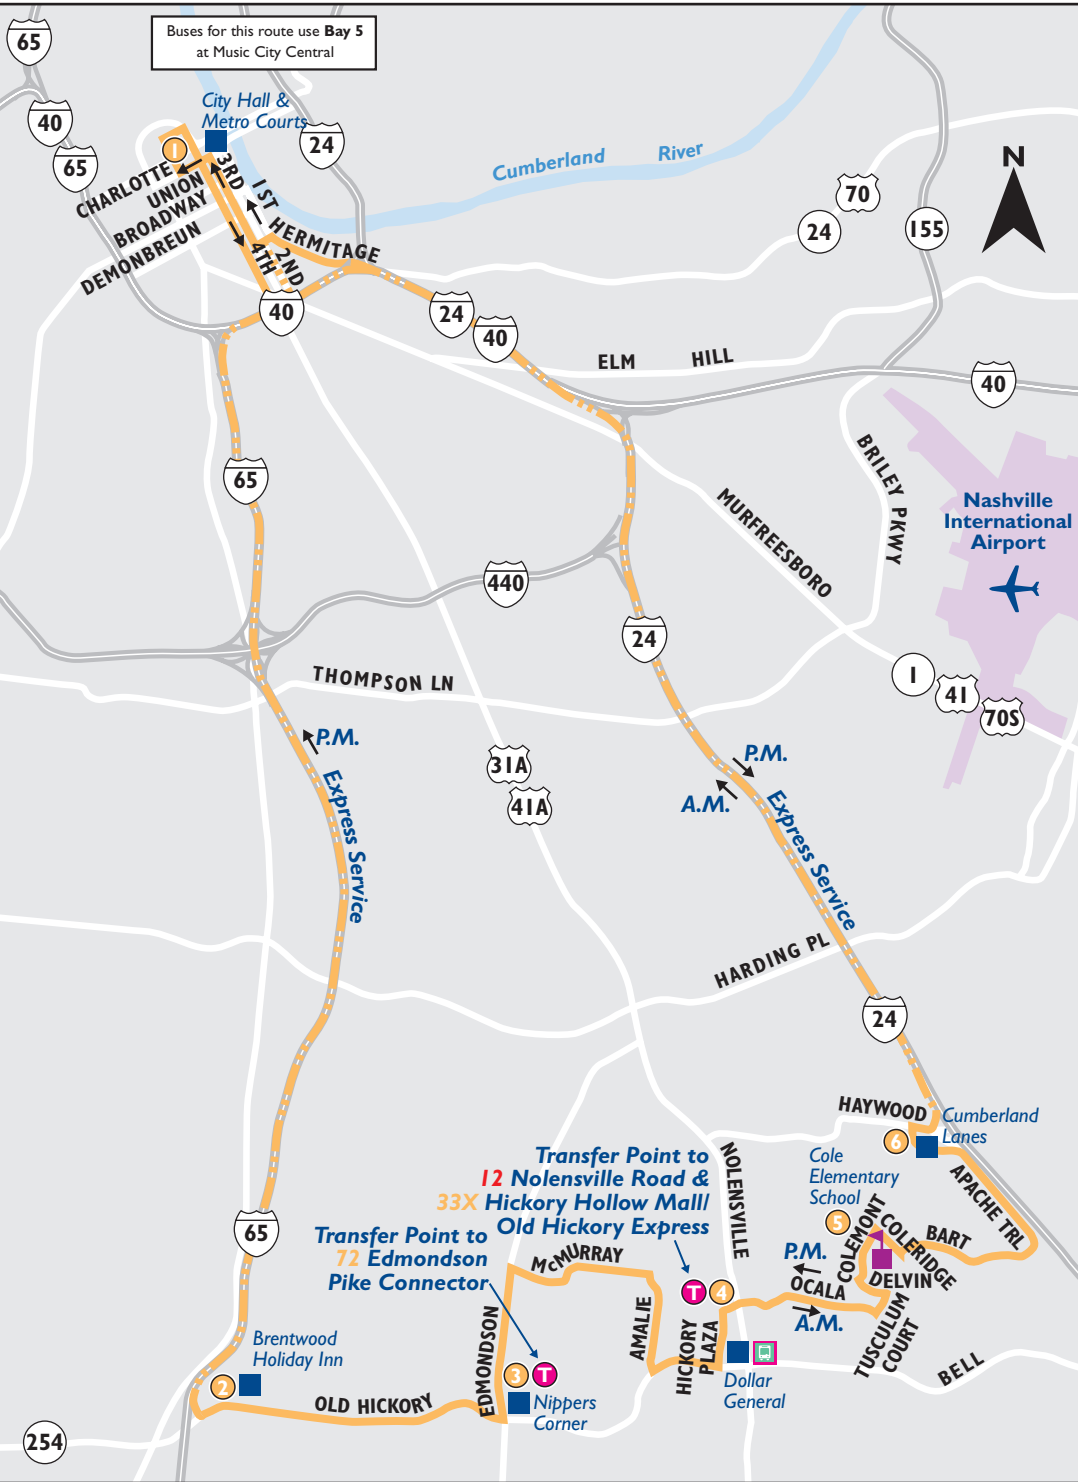 65
Buses for this route use Bay 5
at Music City Central
40
65
City Hall &
Metro Courts
24
1
CHARLOTTE
UNION
BROADWAY
DEMONBREUN
3RD
1ST
HERMITAGE
4TH
2ND
Cumberland River
N
70
24
155
40
24
40
ELM HILL
40
65
BRILEY PKWY
MURFREESBORO
Nashville
International
Airport
440
24
THOMPSON LN
1
41
70S
P.M.
Express Service
31A
41A
P.M.
A.M.
Express Service
HARDING PL
24
HAYWOOD
6
Cumberland
Lanes
Cole
Elementary
School
5
APACHE TRL
NOLENSVILLE
Transfer Point to
12 Nolensville Road &
33X Hickory Hollow Mall/
Old Hickory Express
65
Transfer Point to
72 Edmondson
Pike Connector
McMURRAY
COLEMONT
COLERIDGE
BART
DELVIN
P.M.
OCALA
A.M.
TUSCULUM
COURT
T
4
AMALIE
HICKORY
PLAZA
EDMONDSON
Brentwood
Holiday Inn
2
OLD HICKORY
3
T
Nippers
Corner
Dollar
General
BELL
254